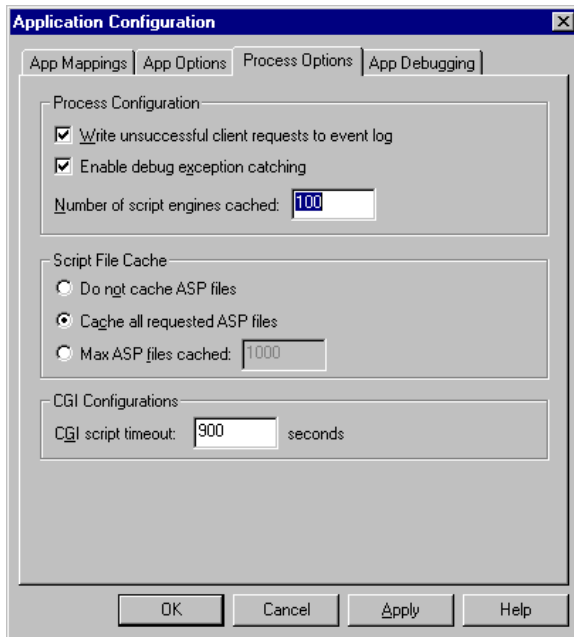 Application Configuration
App Mappings App Options Process Options App Debugging
Process Configuration
Write unsuccessful client requests to event log
Enable debug exception catching
Number of script engines cached: 100
Script File Cache
Do not cache ASP files
Cache all requested ASP files
Max ASP files cached: 1000
CGI Configurations
CGI script timeout: 900 seconds
OK Cancel Apply Help